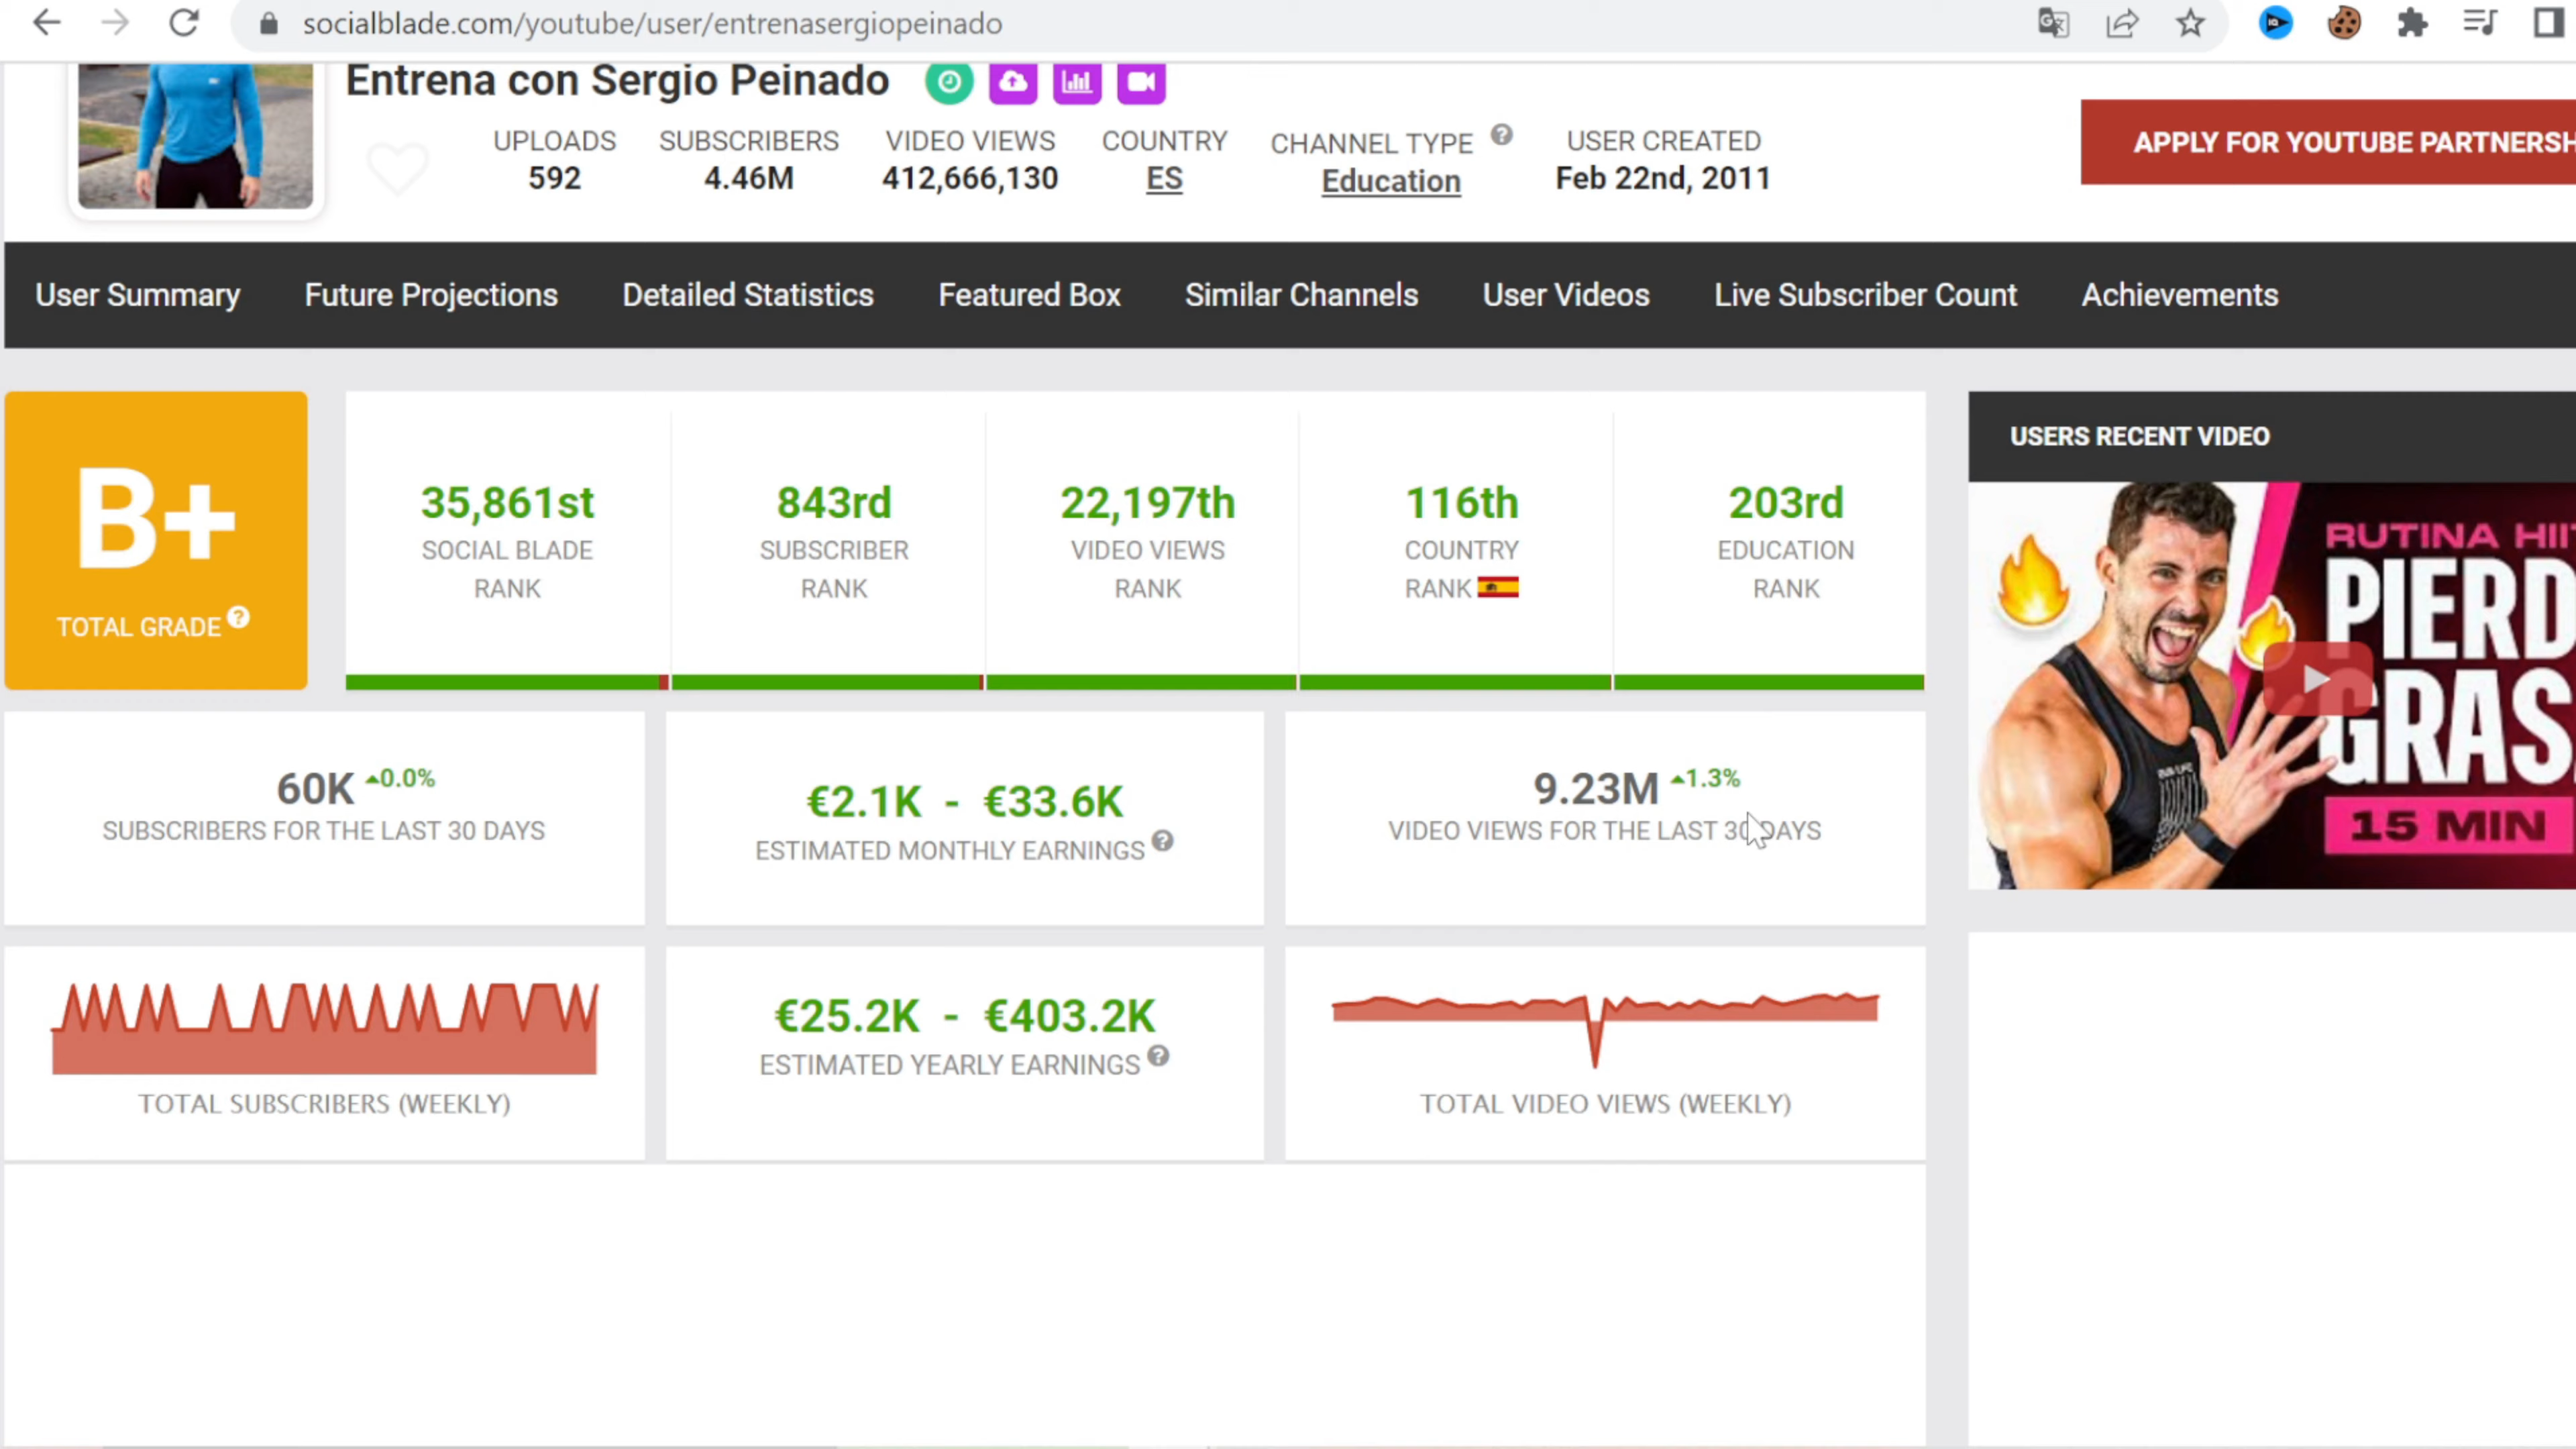 socialblade.com/youtube/user/entrenasergiopeinado
Entrena con Sergio Peinado
UPLOADS
592
SUBSCRIBERS
4.46M
VIDEO VIEWS
412,666,130
COUNTRY
ES
CHANNEL TYPE
Education
USER CREATED
Feb 22nd, 2011
APPLY FOR YOUTUBE PARTNERSH
User Summary
Future Projections
Detailed Statistics
Featured Box
Similar Channels
User Videos
Live Subscriber Count
Achievements
B+
TOTAL GRADE
35,861st
SOCIAL BLADE
RANK
843rd
SUBSCRIBER
RANK
22,197th
VIDEO VIEWS
RANK
116th
COUNTRY
RANK
203rd
EDUCATION
RANK
USERS RECENT VIDEO
RUTINA HII
PIERD
GRAS
15 MIN
60K 0.0%
SUBSCRIBERS FOR THE LAST 30 DAYS
€2.1K - €33.6K
ESTIMATED MONTHLY EARNINGS
9.23M 1.3%
VIDEO VIEWS FOR THE LAST 30 DAYS
TOTAL SUBSCRIBERS (WEEKLY)
€25.2K - €403.2K
ESTIMATED YEARLY EARNINGS
TOTAL VIDEO VIEWS (WEEKLY)